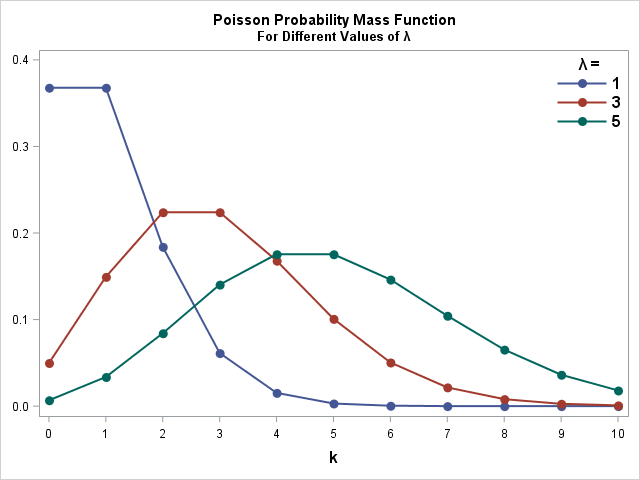 Poisson Probability Mass Function
For Different Values of λ
λ =
1
3
5
0.4
0.3
0.2
0.1
0.0
0 1 2 3 4 5 6 7 8 9 10
k